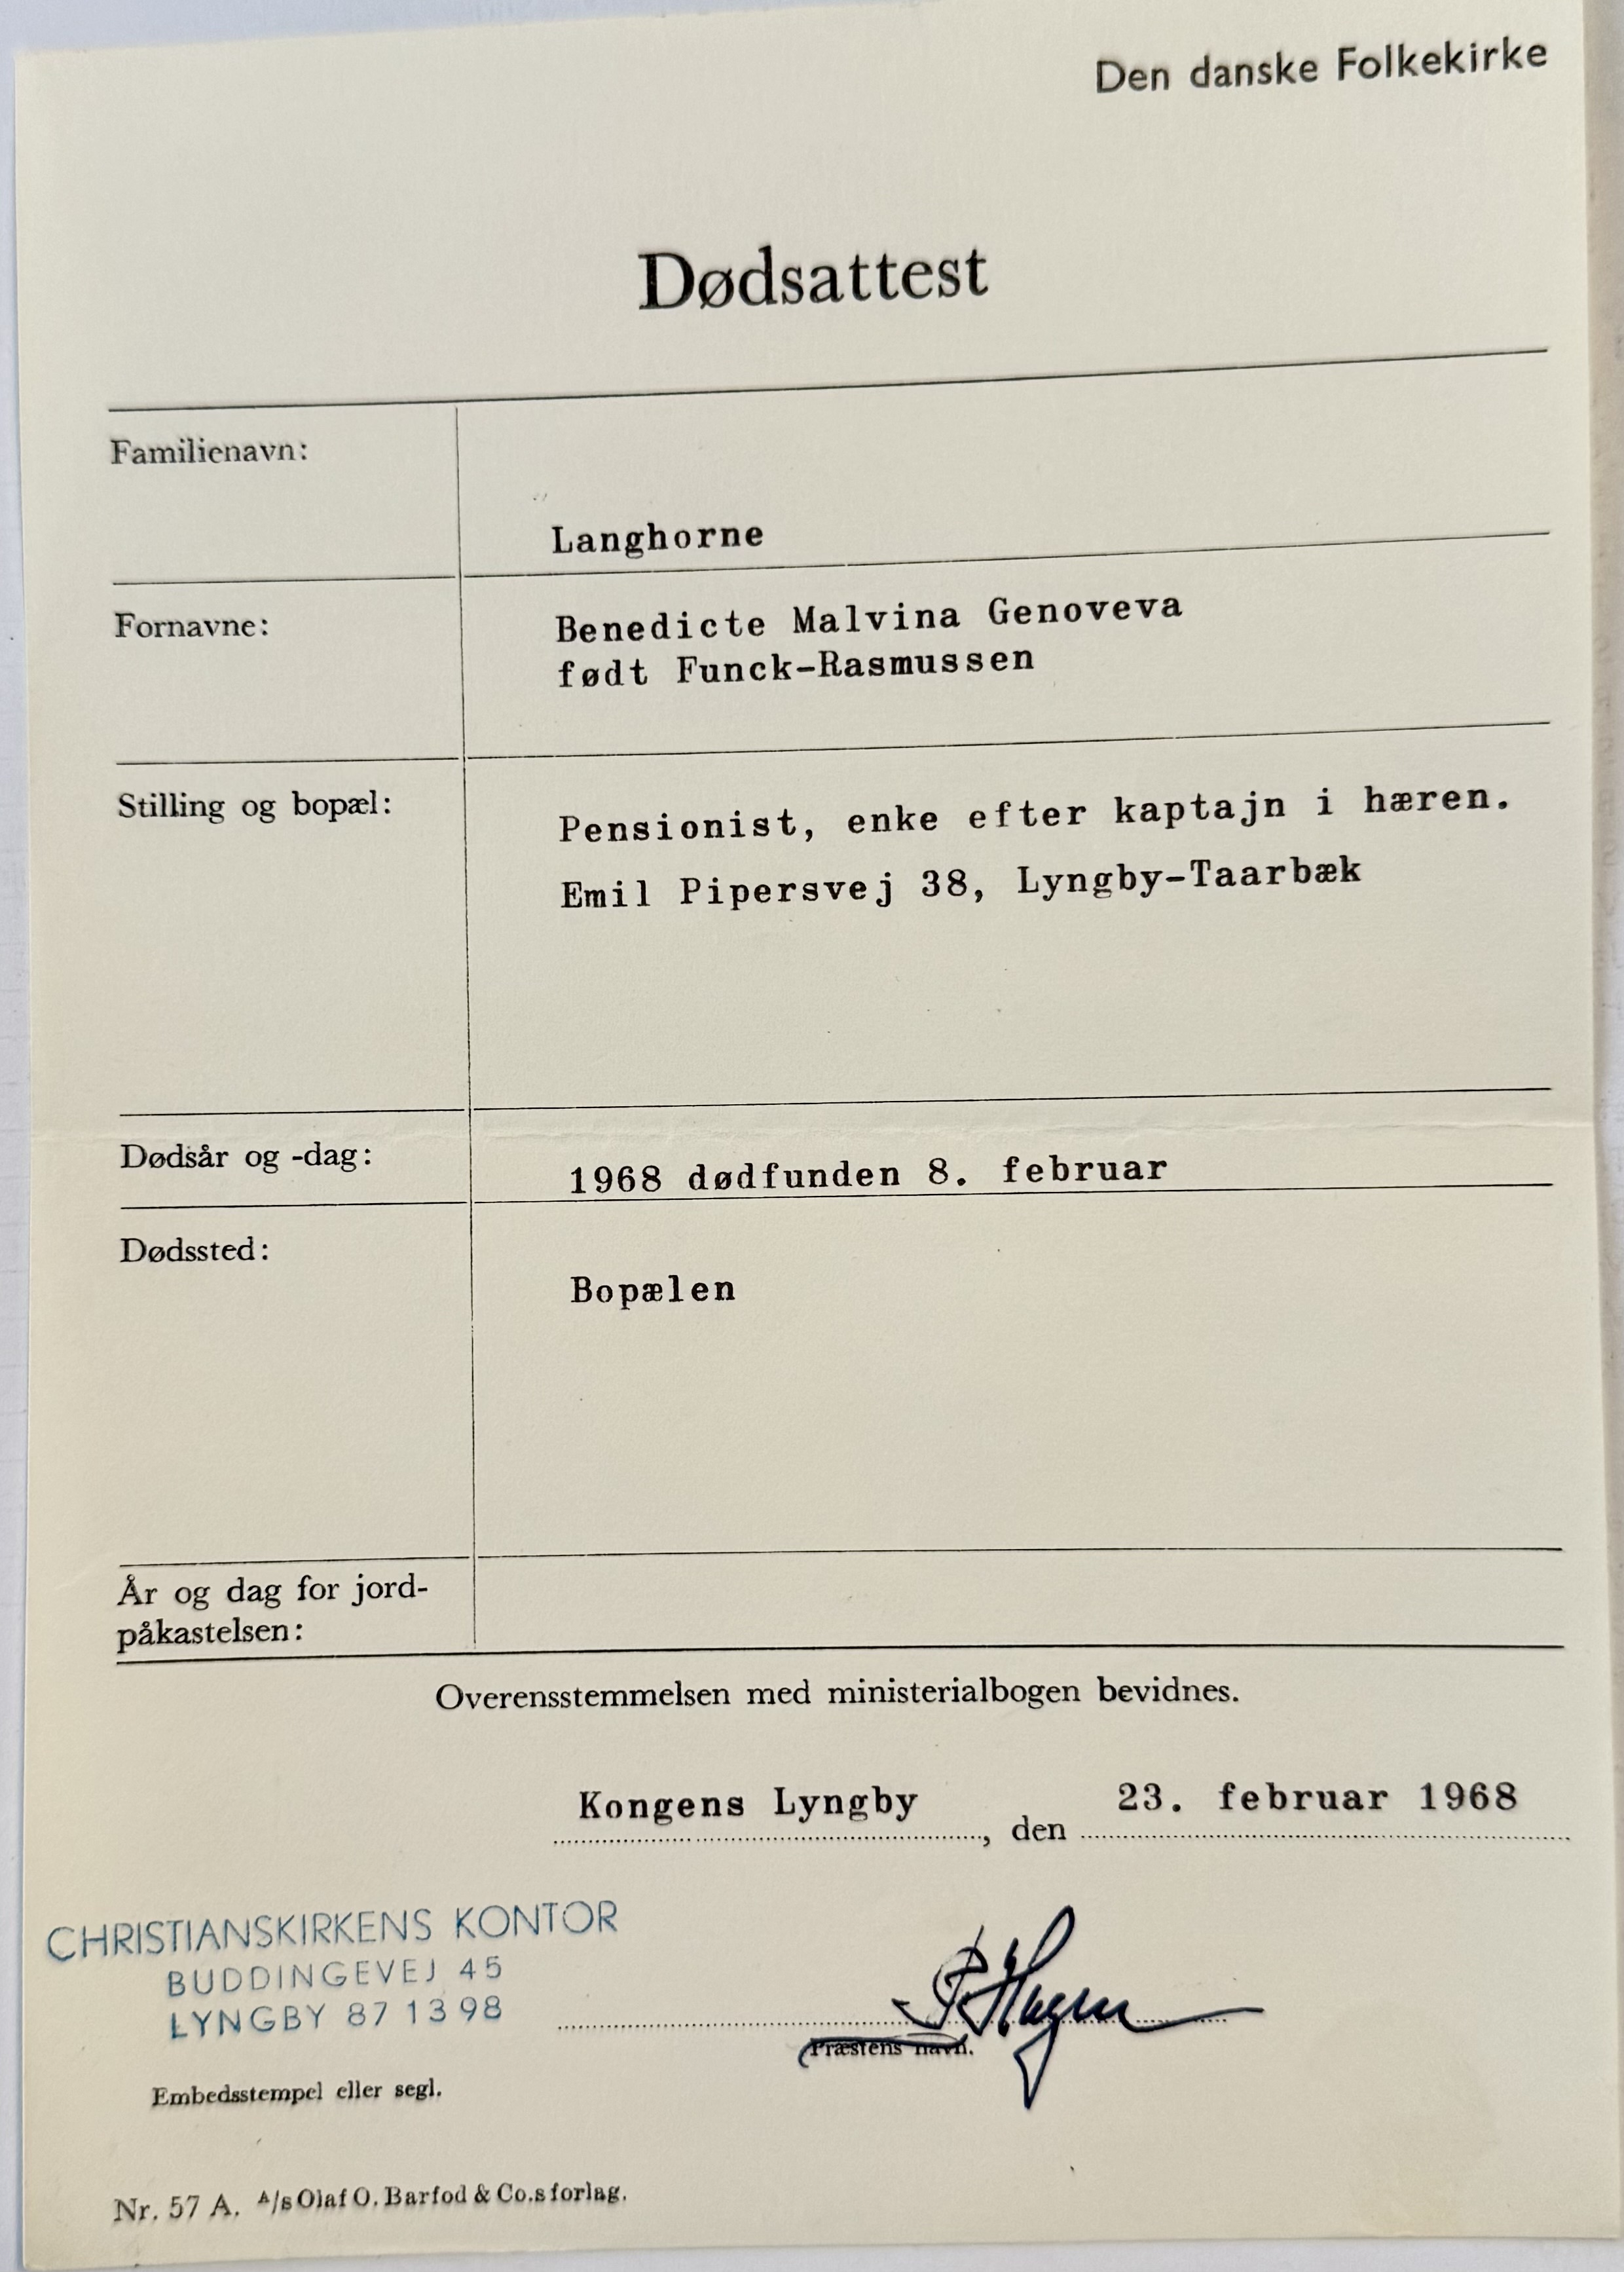 Den danske Folkekirke
Dødsattest
Familienavn:
Langhorne
Fornavne:
Benedicte Malvina Genoveva
født Funck-Rasmussen
Stilling og bopæl:
Pensionist, enke efter kaptajn i hæren.
Emil Pipersvej 38, Lyngby-Taarbæk
Dødsår og -dag:
1968 dødfunden 8. februar
Dødssted:
Bopælen
År og dag for jord-
påkastelsen:
Overensstemmelsen med ministerialbogen bevidnes.
Kongens Lyngby, den 23. februar 1968
CHRISTIANSKIRKENS KONTOR
BUDDINGEVEJ 45
LYNGBY 87 13 98
Præstens navn.
Embedsstempel eller segl.
Nr. 57 A. A/s Olaf O. Barfod & Co.s forlag.